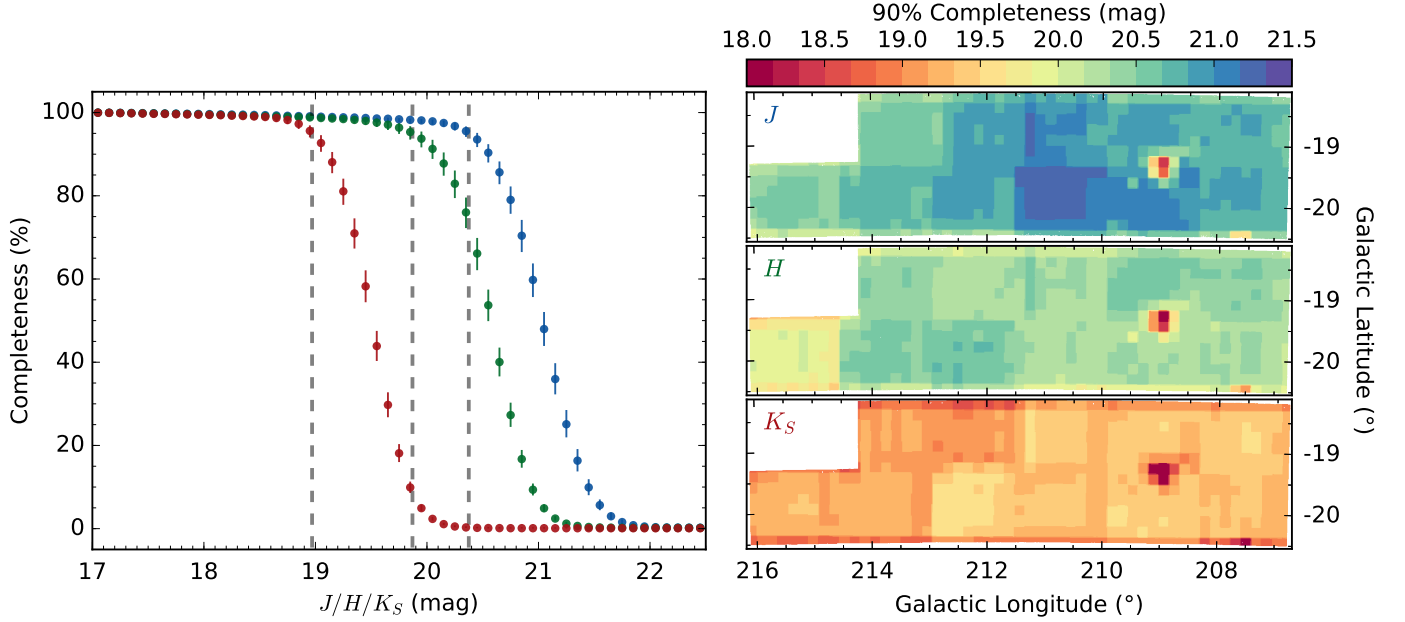 90% Completeness (mag)
18.0 18.5 19.0 19.5 20.0 20.5 21.0 21.5
100
80
60
40
20
0
Completeness (%)
17 18 19 20 21 22
J/H/K_S (mag)
J
-19
-20
H
-19
-20
K_S
-19
-20
216 214 212 210 208
Galactic Longitude (°)
Galactic Latitude (°)